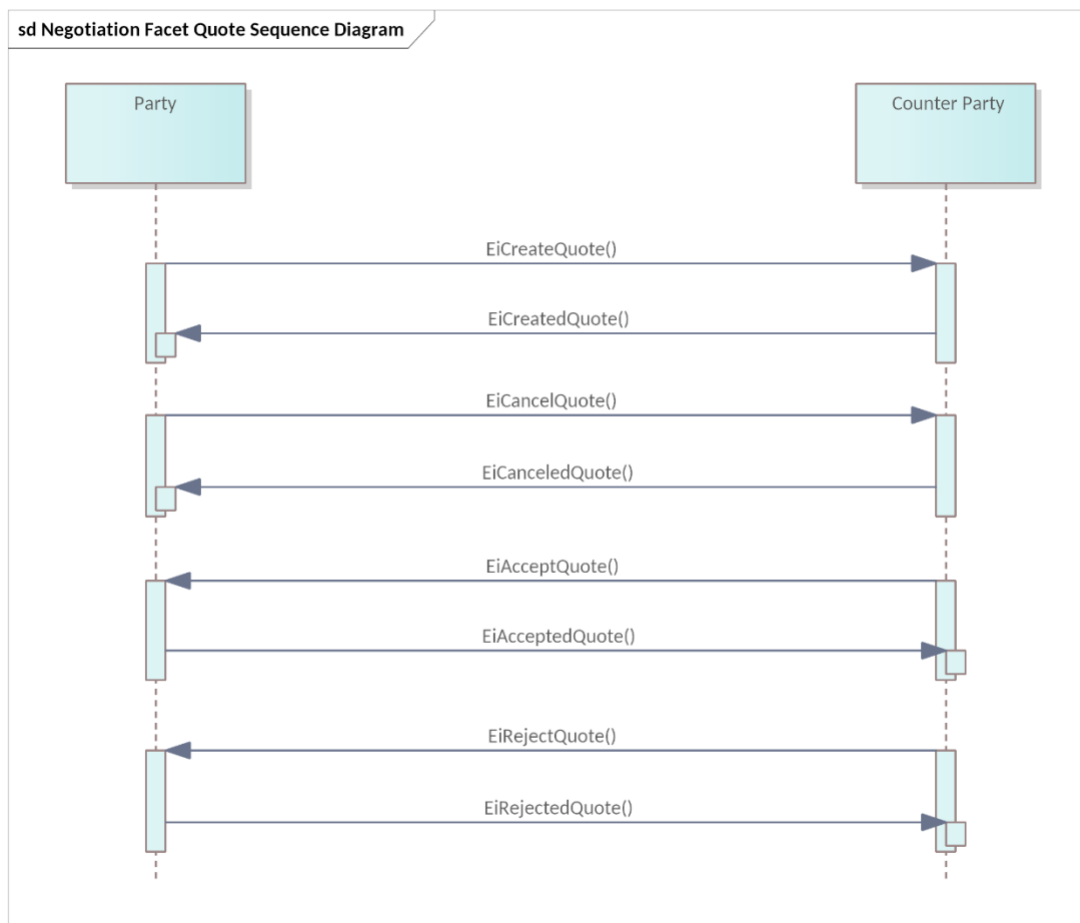 sd Negotiation Facet Quote Sequence Diagram
Party
Counter Party
EiCreateQuote()
EiCreatedQuote()
EiCancelQuote()
EiCanceledQuote()
EiAcceptQuote()
EiAcceptedQuote()
EiRejectQuote()
EiRejectedQuote()